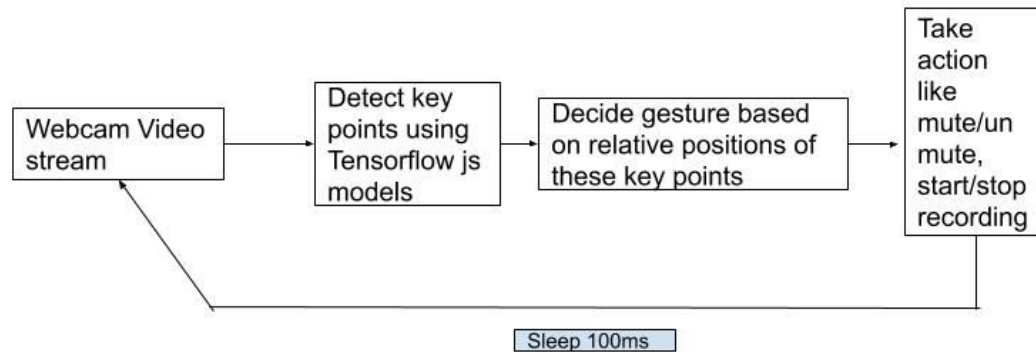 Webcam Video
stream
Detect key
points using
Tensorflow js
models
Decide gesture based
on relative positions of
these key points
Take
action
like
mute/un
mute,
start/stop
recording
Sleep 100ms